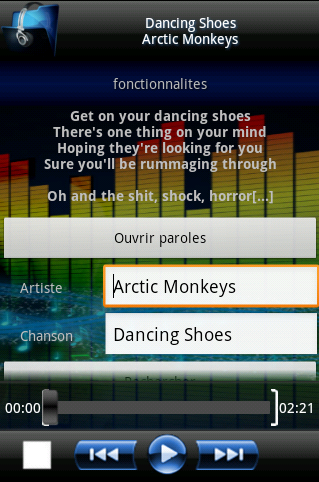 Dancing Shoes
Arctic Monkeys
fonctionnalites
Get on your dancing shoes
There's one thing on your mind
Hoping they're looking for you
Sure you'll be rummaging through
Oh and the shit, shock, horror[...]
Ouvrir paroles
Artiste
Arctic Monkeys
Chanson
Dancing Shoes
00:00
02:21